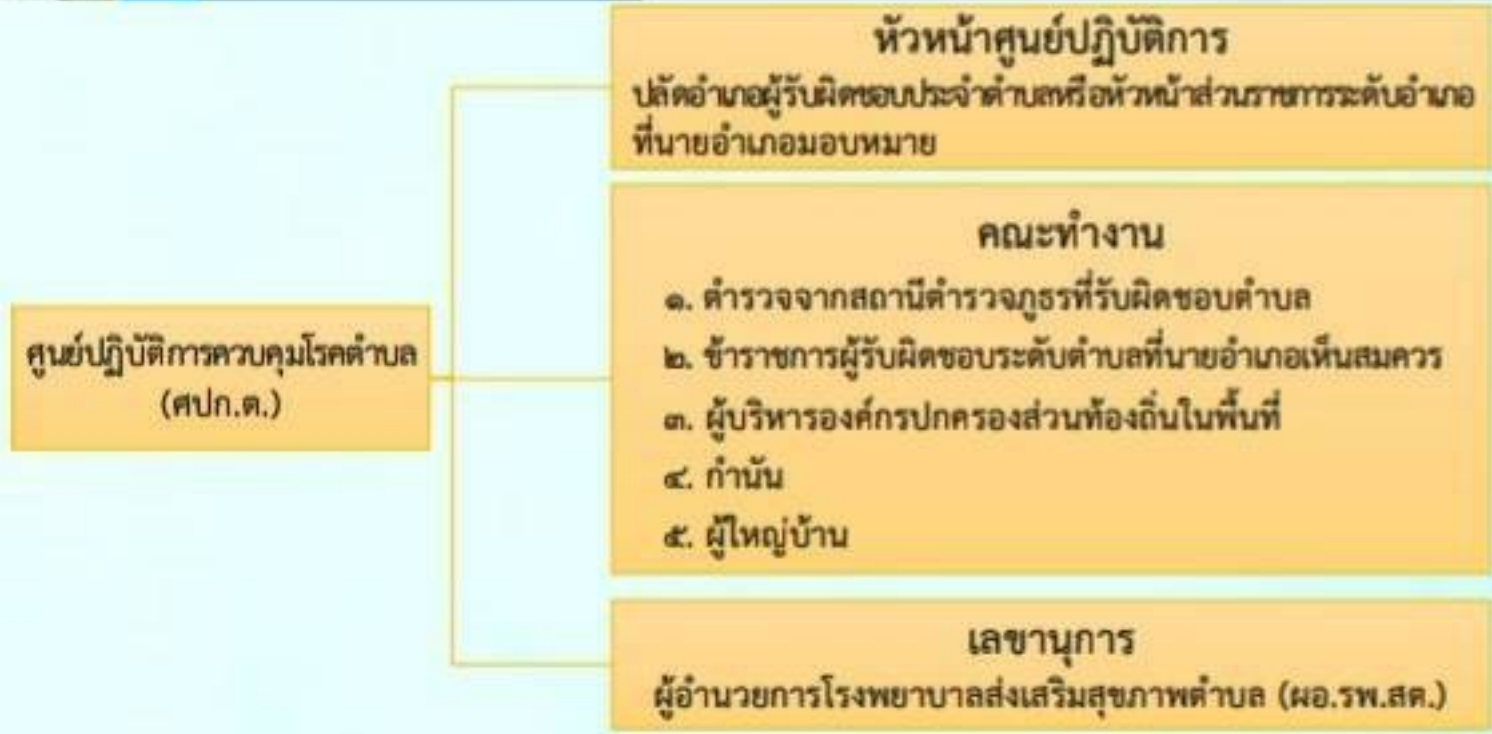 หัวหน้าศูนย์ปฏิบัติการ
ปลัดอำเภอผู้รับผิดชอบประจำตำบลหรือหัวหน้าส่วนราชการระดับอำเภอ
ที่นายอำเภอมอบหมาย
คณะทำงาน
๑. ตำรวจจากสถานีตำรวจภูธรที่รับผิดชอบตำบล
๒. ข้าราชการผู้รับผิดชอบระดับตำบลที่นายอำเภอเห็นสมควร
๓. ผู้บริหารองค์กรปกครองส่วนท้องถิ่นในพื้นที่
๔. กำนัน
๕. ผู้ใหญ่บ้าน
ศูนย์ปฏิบัติการควบคุมโรคตำบล
(ศปก.ต.)
เลขานุการ
ผู้อำนวยการโรงพยาบาลส่งเสริมสุขภาพตำบล (ผอ.รพ.สต.)